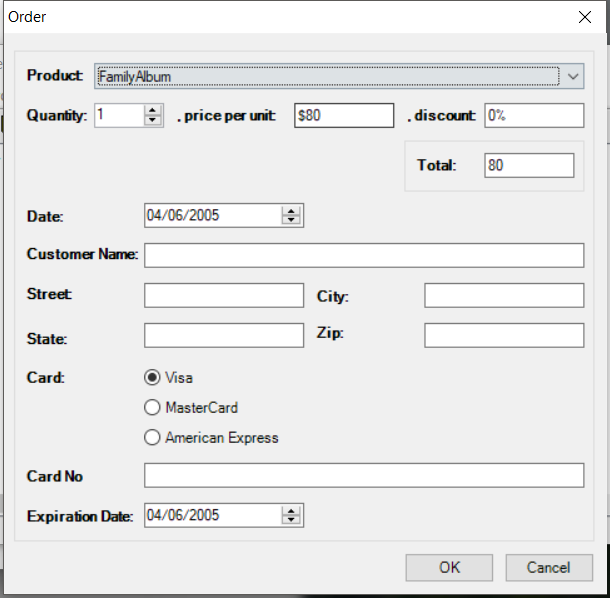 Order
Product: FamilyAlbum
Quantity: 1 . price per unit: $80 . discount: 0%
Total: 80
Date: 04/06/2005
Customer Name:
Street: City:
State: Zip:
Card: Visa
MasterCard
American Express
Card No
Expiration Date: 04/06/2005
OK Cancel